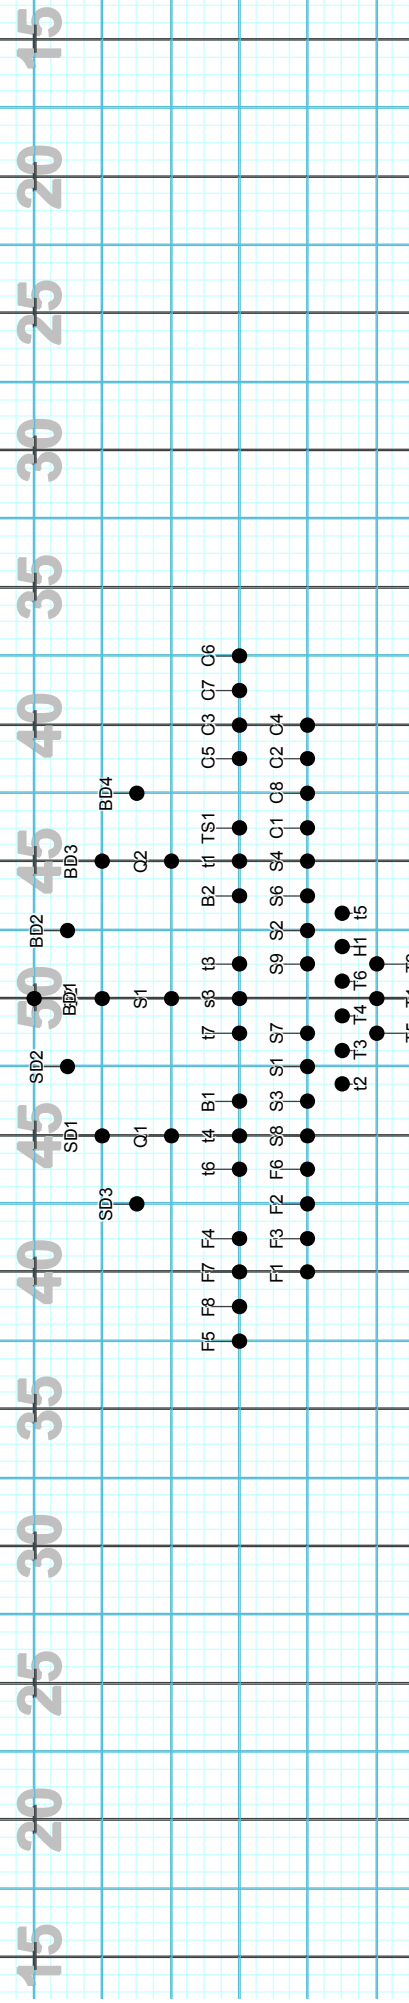 15 20 25 30 35 40 45 50 45 40 35 30 25 20 15
SD2 BD2
SD1 BD3
SD3 BD4
Q1 S1 Q2
F5 F8 F7 F4 t6 t4 B1 t7 s3 t3 B2 t1 TS1 C5 C3 C7 C6
F1 F3 F2 F6 S8 S3 S1 S7 S9 S2 S6 S4 C1 C8 C2 C4
t2 T3 T4 T6 H1 t5